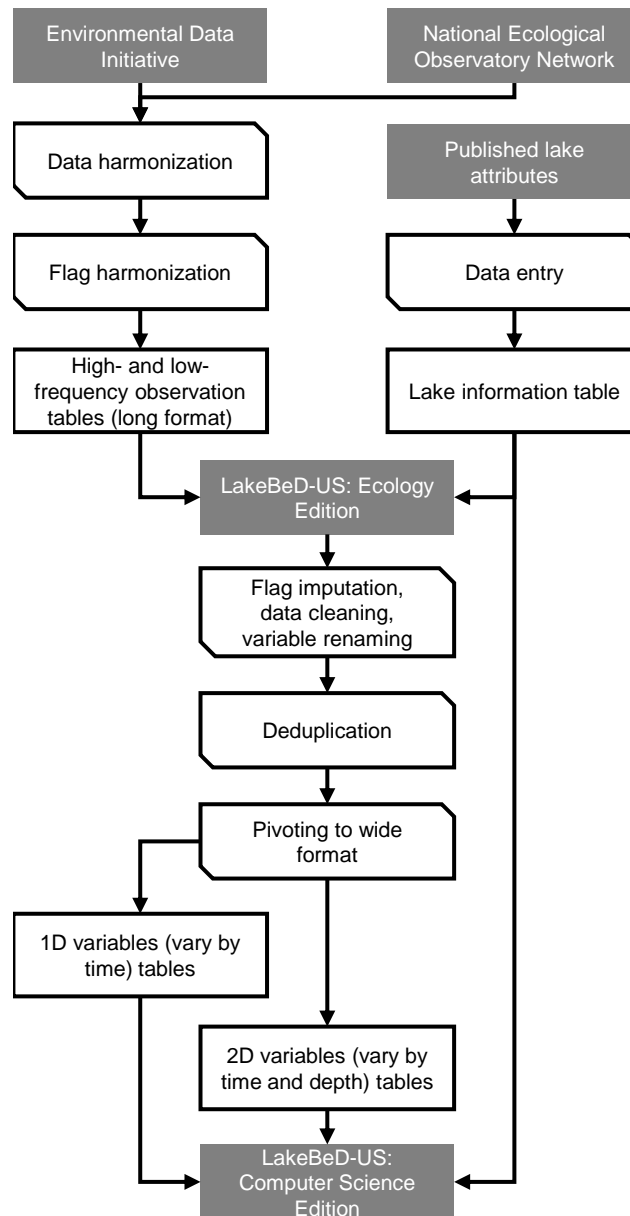 Environmental Data
Initiative
National Ecological
Observatory Network
Data harmonization
Published lake
attributes
Flag harmonization
Data entry
High- and low-
frequency observation
tables (long format)
Lake information table
LakeBeD-US: Ecology
Edition
Flag imputation,
data cleaning,
variable renaming
Deduplication
Pivoting to wide
format
1D variables (vary by
time) tables
2D variables (vary by
time and depth) tables
LakeBeD-US:
Computer Science
Edition